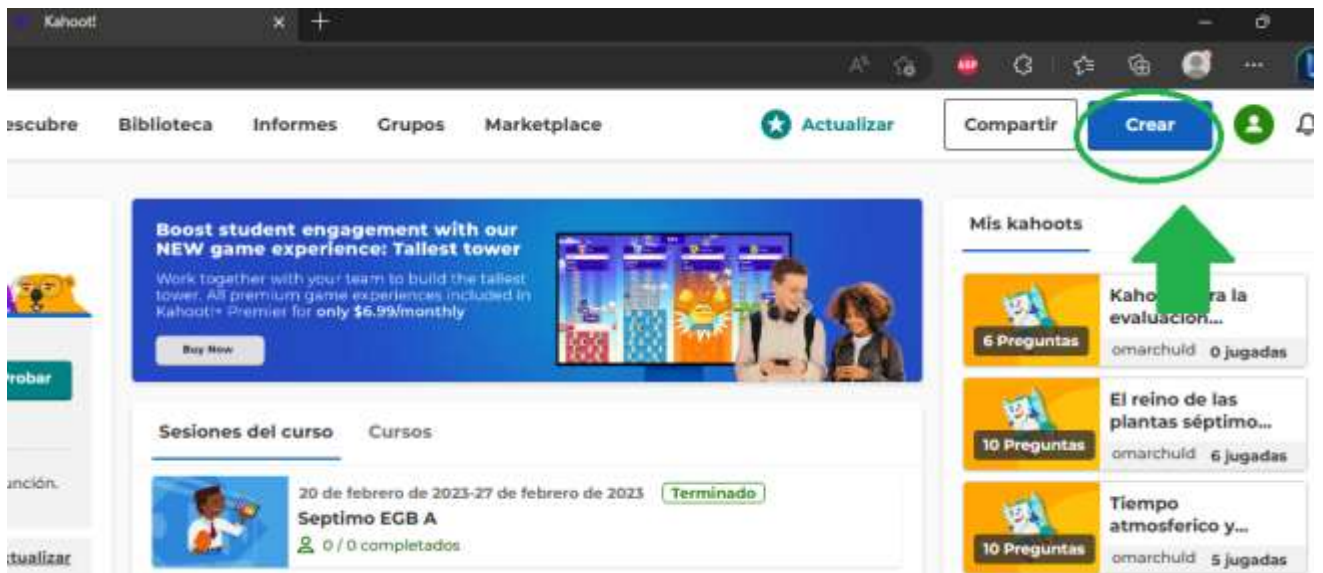 Kahoot!
ABP
escubre Biblioteca Informes Grupos Marketplace Actualizar Compartir Crear
Boost student engagement with our
NEW game experience: Tallest tower
Work together with your team to build the tallest
tower. All premium game experiences included in
Kahoot!+ Premier for only $6.99/monthly
Buy Now
robar
unción.
ctualizar
Sesiones del curso Cursos
20 de febrero de 2023-27 de febrero de 2023 Terminado
Septimo EGB A
0 / 0 completados
Mis kahoots
6 Preguntas
evaluación...
omarchuld 0 jugadas
10 Preguntas
El reino de las
plantas séptimo...
omarchuld 6 jugadas
10 Preguntas
Tiempo
atmosferico y...
omarchuld 5 jugadas